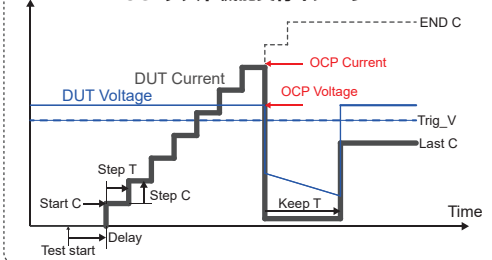 END C
OCP Current
DUT Current
OCP Voltage
DUT Voltage
Trig_V
Last C
Step T
Step C
Start C
Keep T
Time
Delay
Test start